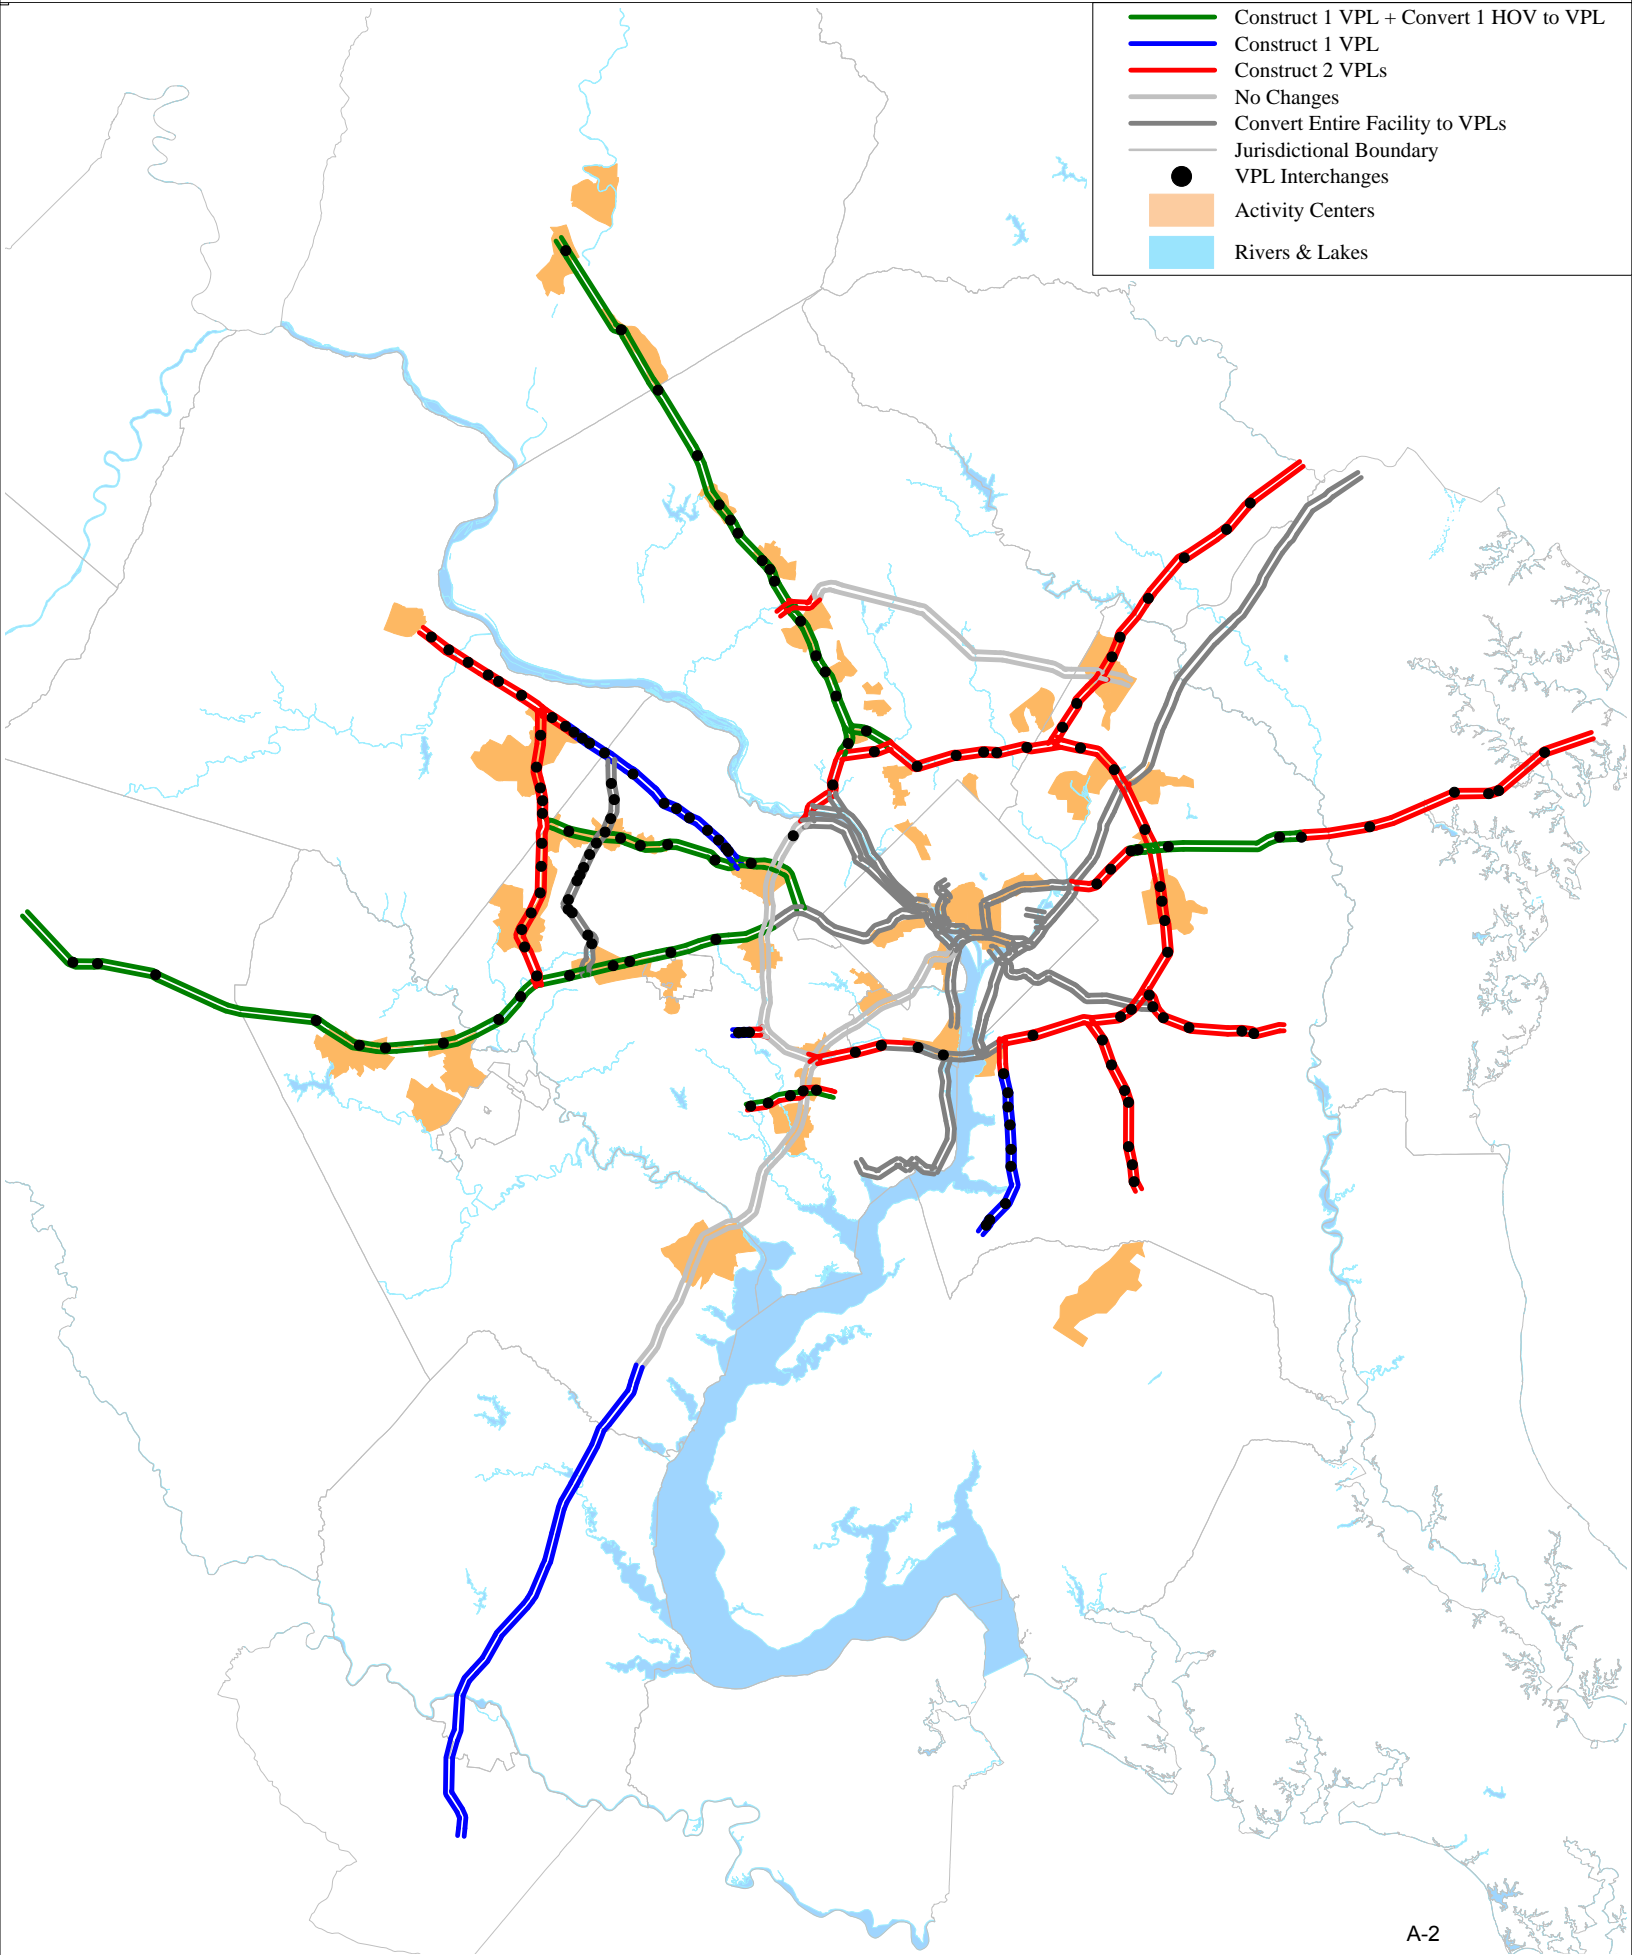 Construct 1 VPL + Convert 1 HOV to VPL
Construct 1 VPL
Construct 2 VPLs
No Changes
Convert Entire Facility to VPLs
Jurisdictional Boundary
VPL Interchanges
Activity Centers
Rivers & Lakes
A-2